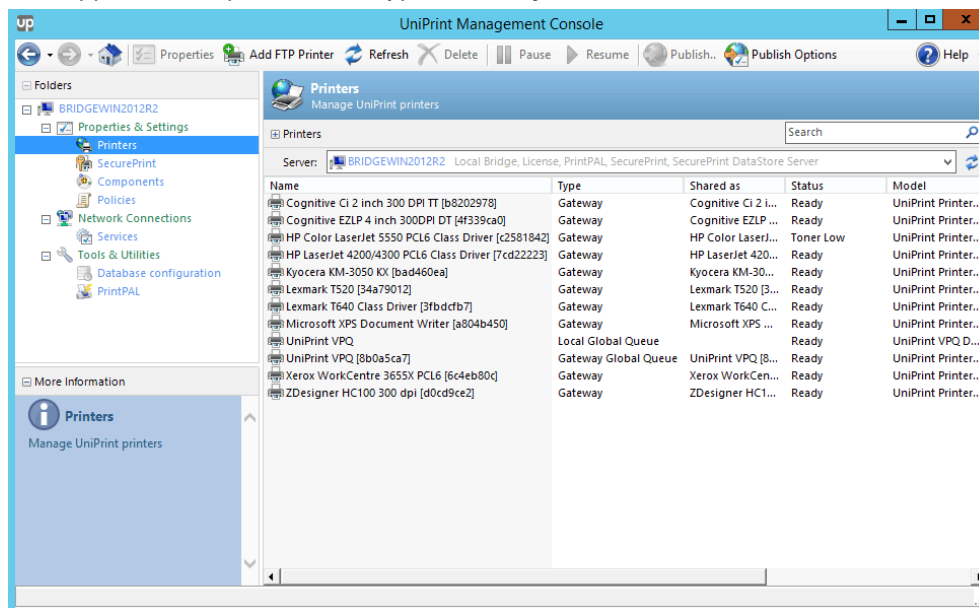 up UniPrint Management Console
Properties Add FTP Printer Refresh Delete Pause Resume Publish.. Publish Options Help
Folders
BRIDGEWIN2012R2
Properties & Settings
Printers
SecurePrint
Components
Policies
Network Connections
Services
Tools & Utilities
Database configuration
PrintPAL
More Information
Printers
Manage UniPrint printers
Printers
Manage UniPrint printers
Printers Search
Server: BRIDGEWIN2012R2 Local Bridge, License, PrintPAL, SecurePrint, SecurePrint DataStore Server
Name Type Shared as Status Model
Cognitive Ci 2 inch 300 DPI TT [b8202978] Gateway Cognitive Ci 2 i... Ready UniPrint Printer...
Cognitive EZLP 4 inch 300DPI DT [4f339ca0] Gateway Cognitive EZLP ... Ready UniPrint Printer...
HP Color LaserJet 5550 PCL6 Class Driver [c2581842] Gateway HP Color LaserJ... Toner Low UniPrint Printer...
HP LaserJet 4200/4300 PCL6 Class Driver [7cd22223] Gateway HP LaserJet 420... Ready UniPrint Printer...
Kyocera KM-3050 KX [bad460ea] Gateway Kyocera KM-30... Ready UniPrint Printer...
Lexmark T520 [34a79012] Gateway Lexmark T520 [3... Ready UniPrint Printer...
Lexmark T640 Class Driver [3fbdcfb7] Gateway Lexmark T640 C... Ready UniPrint Printer...
Microsoft XPS Document Writer [a804b450] Gateway Microsoft XPS ... Ready UniPrint Printer...
UniPrint VPQ Local Global Queue Ready UniPrint VPQ D...
UniPrint VPQ [8b0a5ca7] Gateway Global Queue UniPrint VPQ [8... Ready UniPrint Printer...
Xerox WorkCentre 3655X PCL6 [6c4eb80c] Gateway Xerox WorkCen... Ready UniPrint Printer...
ZDesigner HC100 300 dpi [d0cd9ce2] Gateway ZDesigner HC1... Ready UniPrint Printer...